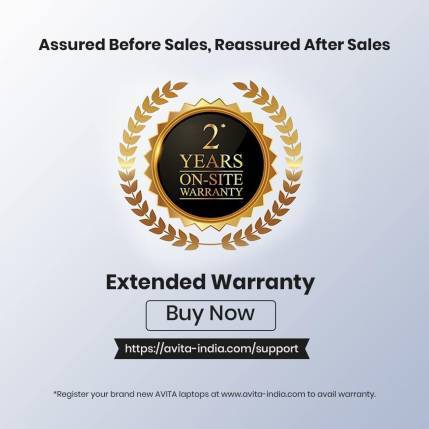 Assured Before Sales, Reassured After Sales
2*
YEARS
ON-SITE
WARRANTY
Extended Warranty
Buy Now
https://avita-india.com/support
*Register your brand new AVITA laptops at www.avita-india.com to avail warranty.